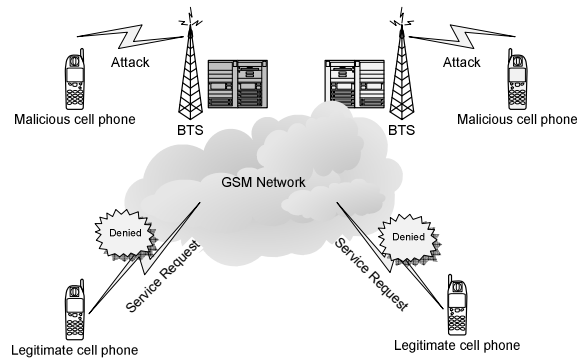 Attack
Attack
Malicious cell phone
BTS
BTS
Malicious cell phone
GSM Network
Denied
Denied
Service Request
Service Request
Legitimate cell phone
Legitimate cell phone